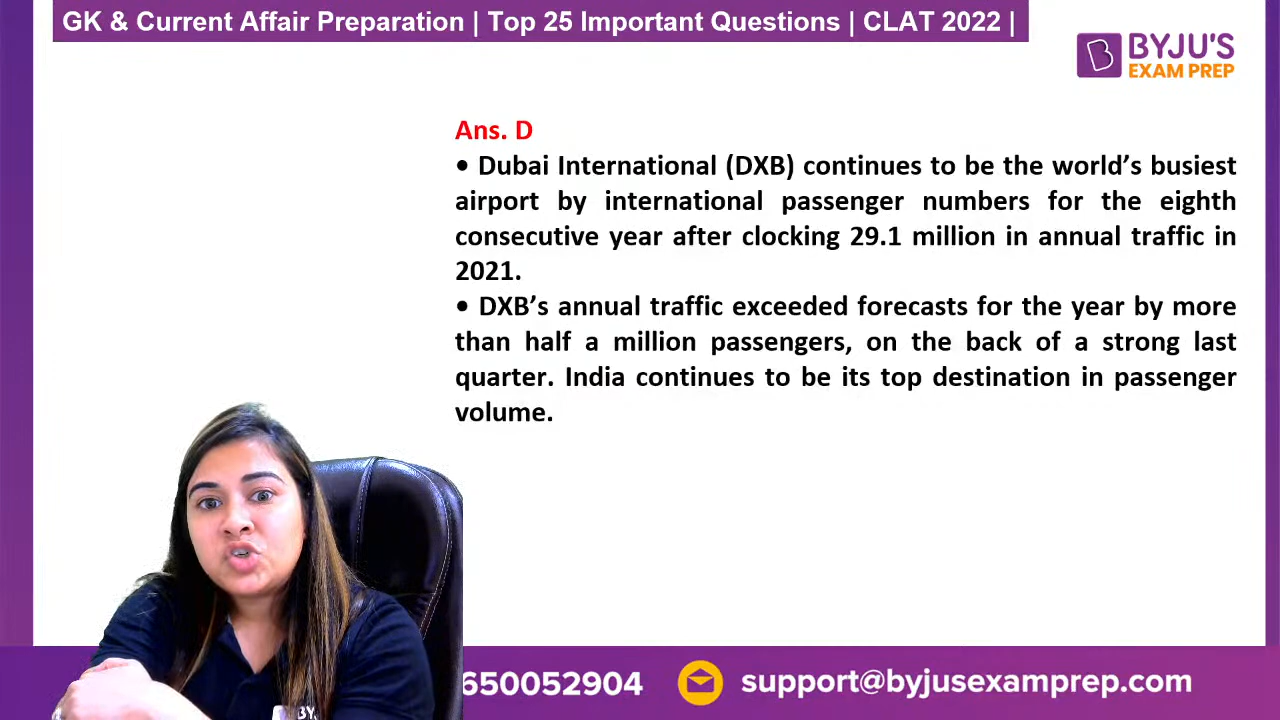 GK & Current Affair Preparation | Top 25 Important Questions | CLAT 2022 |
BYJU'S
EXAM PREP
Ans. D
• Dubai International (DXB) continues to be the world’s busiest
airport by international passenger numbers for the eighth
consecutive year after clocking 29.1 million in annual traffic in
2021.
• DXB’s annual traffic exceeded forecasts for the year by more
than half a million passengers, on the back of a strong last
quarter. India continues to be its top destination in passenger
volume.
650052904
support@byjusexamprep.com
BYJ